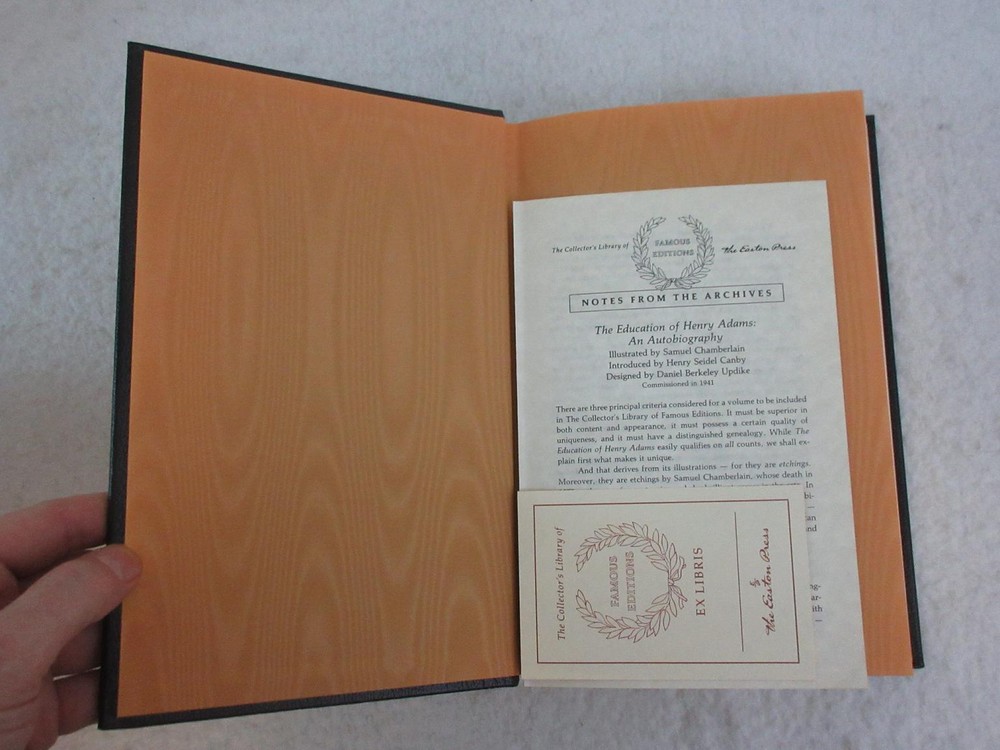 The Collector's Library of
FAMOUS
EDITIONS
The Easton Press
NOTES FROM THE ARCHIVES
The Education of Henry Adams:
An Autobiography
Illustrated by Samuel Chamberlain
Introduced by Henry Seidel Canby
Designed by Daniel Berkeley Updike
Commissioned in 1941
There are three principal criteria considered for a volume to be included
in The Collector's Library of Famous Editions. It must be superior in
both content and appearance, it must possess a certain quality of
uniqueness, and it must have a distinguished genealogy. While The
Education of Henry Adams easily qualifies on all counts, we shall ex-
plain first what makes it unique.
And that derives from its illustrations — for they are etchings.
Moreover, they are etchings by Samuel Chamberlain, whose death in
In
The Collector's Library of
FAMOUS
EDITIONS
EX LIBRIS
by
The Easton Press